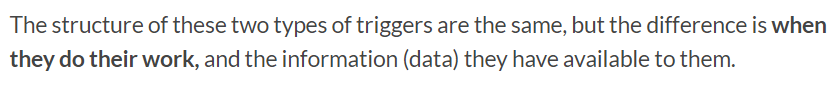 The structure of these two types of triggers are the same, but the difference is when
they do their work, and the information (data) they have available to them.